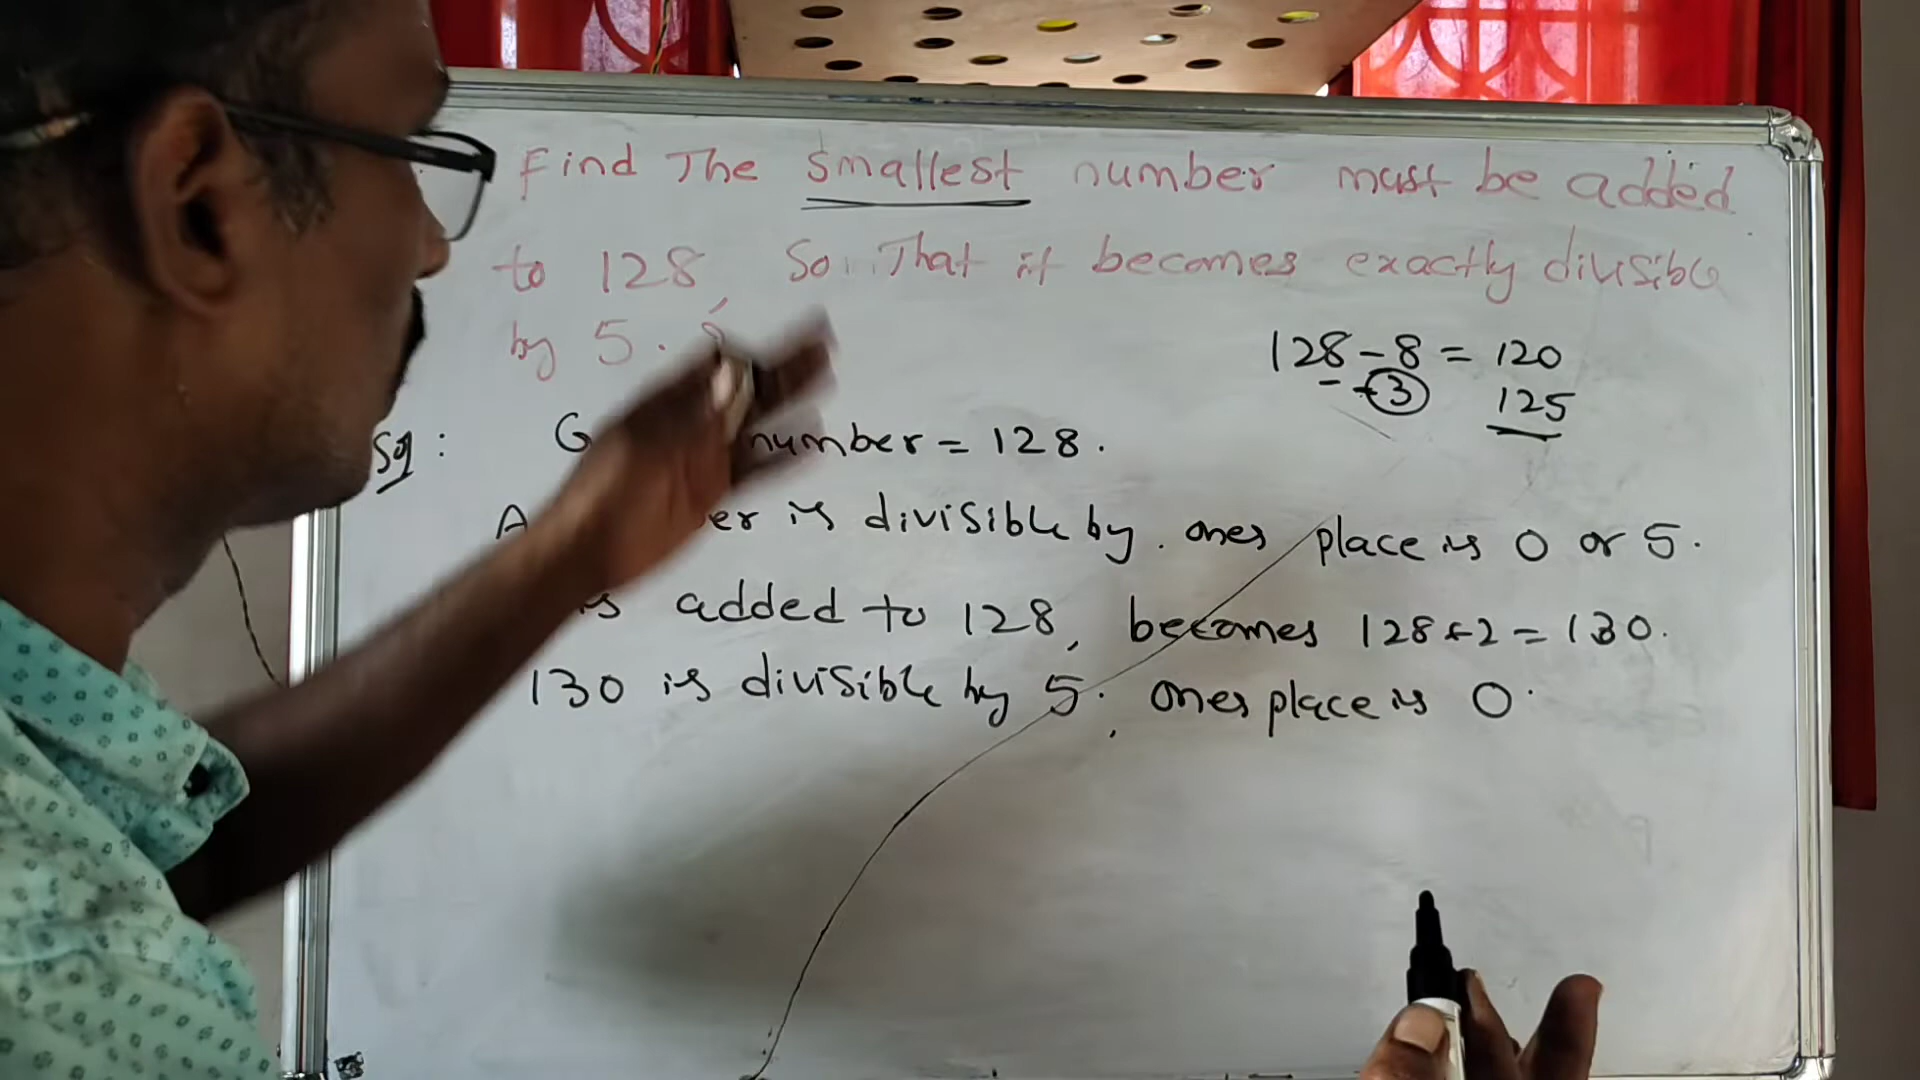 Find The Smallest number must be added
to 128, So That it becomes exactly divisible
by 5.
128 - 8 = 120
- + 3 125
Sol: number = 128.
is divisible by. ones place is 0 or 5.
is added to 128, becomes 128 + 2 = 130.
130 is divisible by 5. ones place is 0.